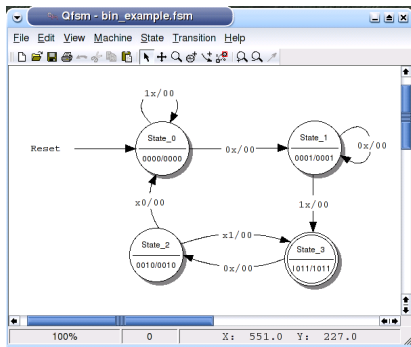 Qfsm - bin_example.fsm
File Edit View Machine State Transition Help
1x/00
State_0
0000/0000
Reset
0x/00
State_1
0001/0001
0x/00
x0/00
1x/00
State_2
0010/0010
x1/00
0x/00
State_3
1011/1011
100%
0
X: 551.0 Y: 227.0